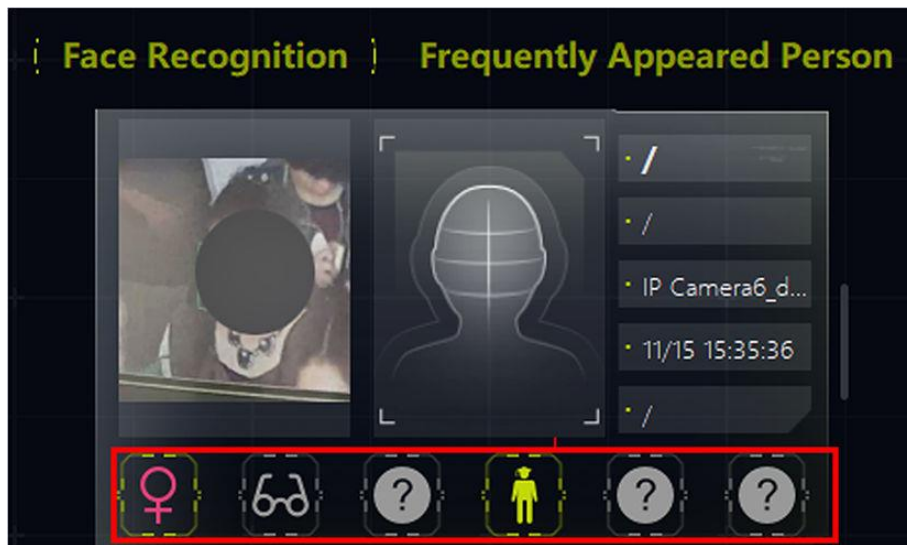 Face Recognition Frequently Appeared Person
/
/
IP Camera6_d...
11/15 15:35:36
/
? ? ?